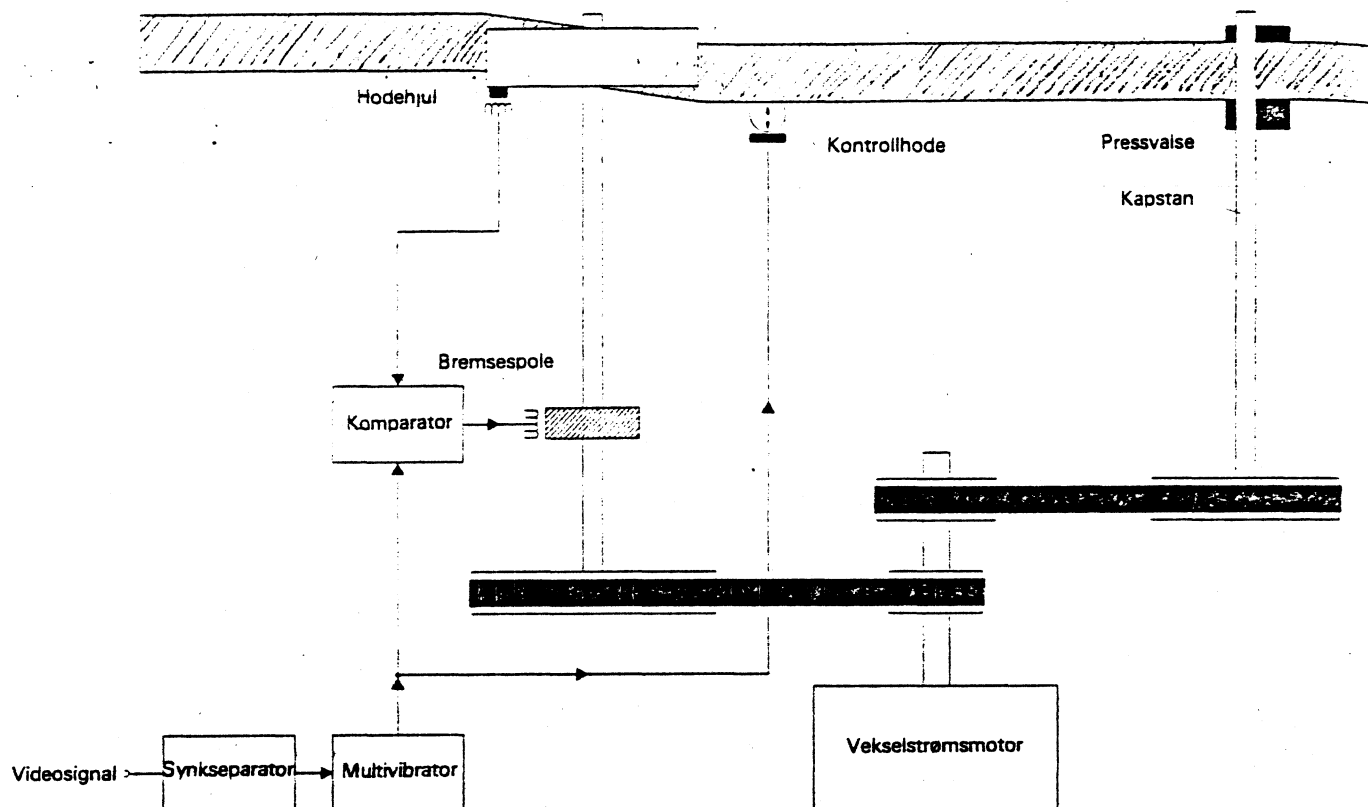 Hodehjul
Kontrollhode
Pressvalse
Kapstan
Bremsespole
Komparator
Vekselstrømsmotor
Videosignal
Synkseparator
Multivibrator